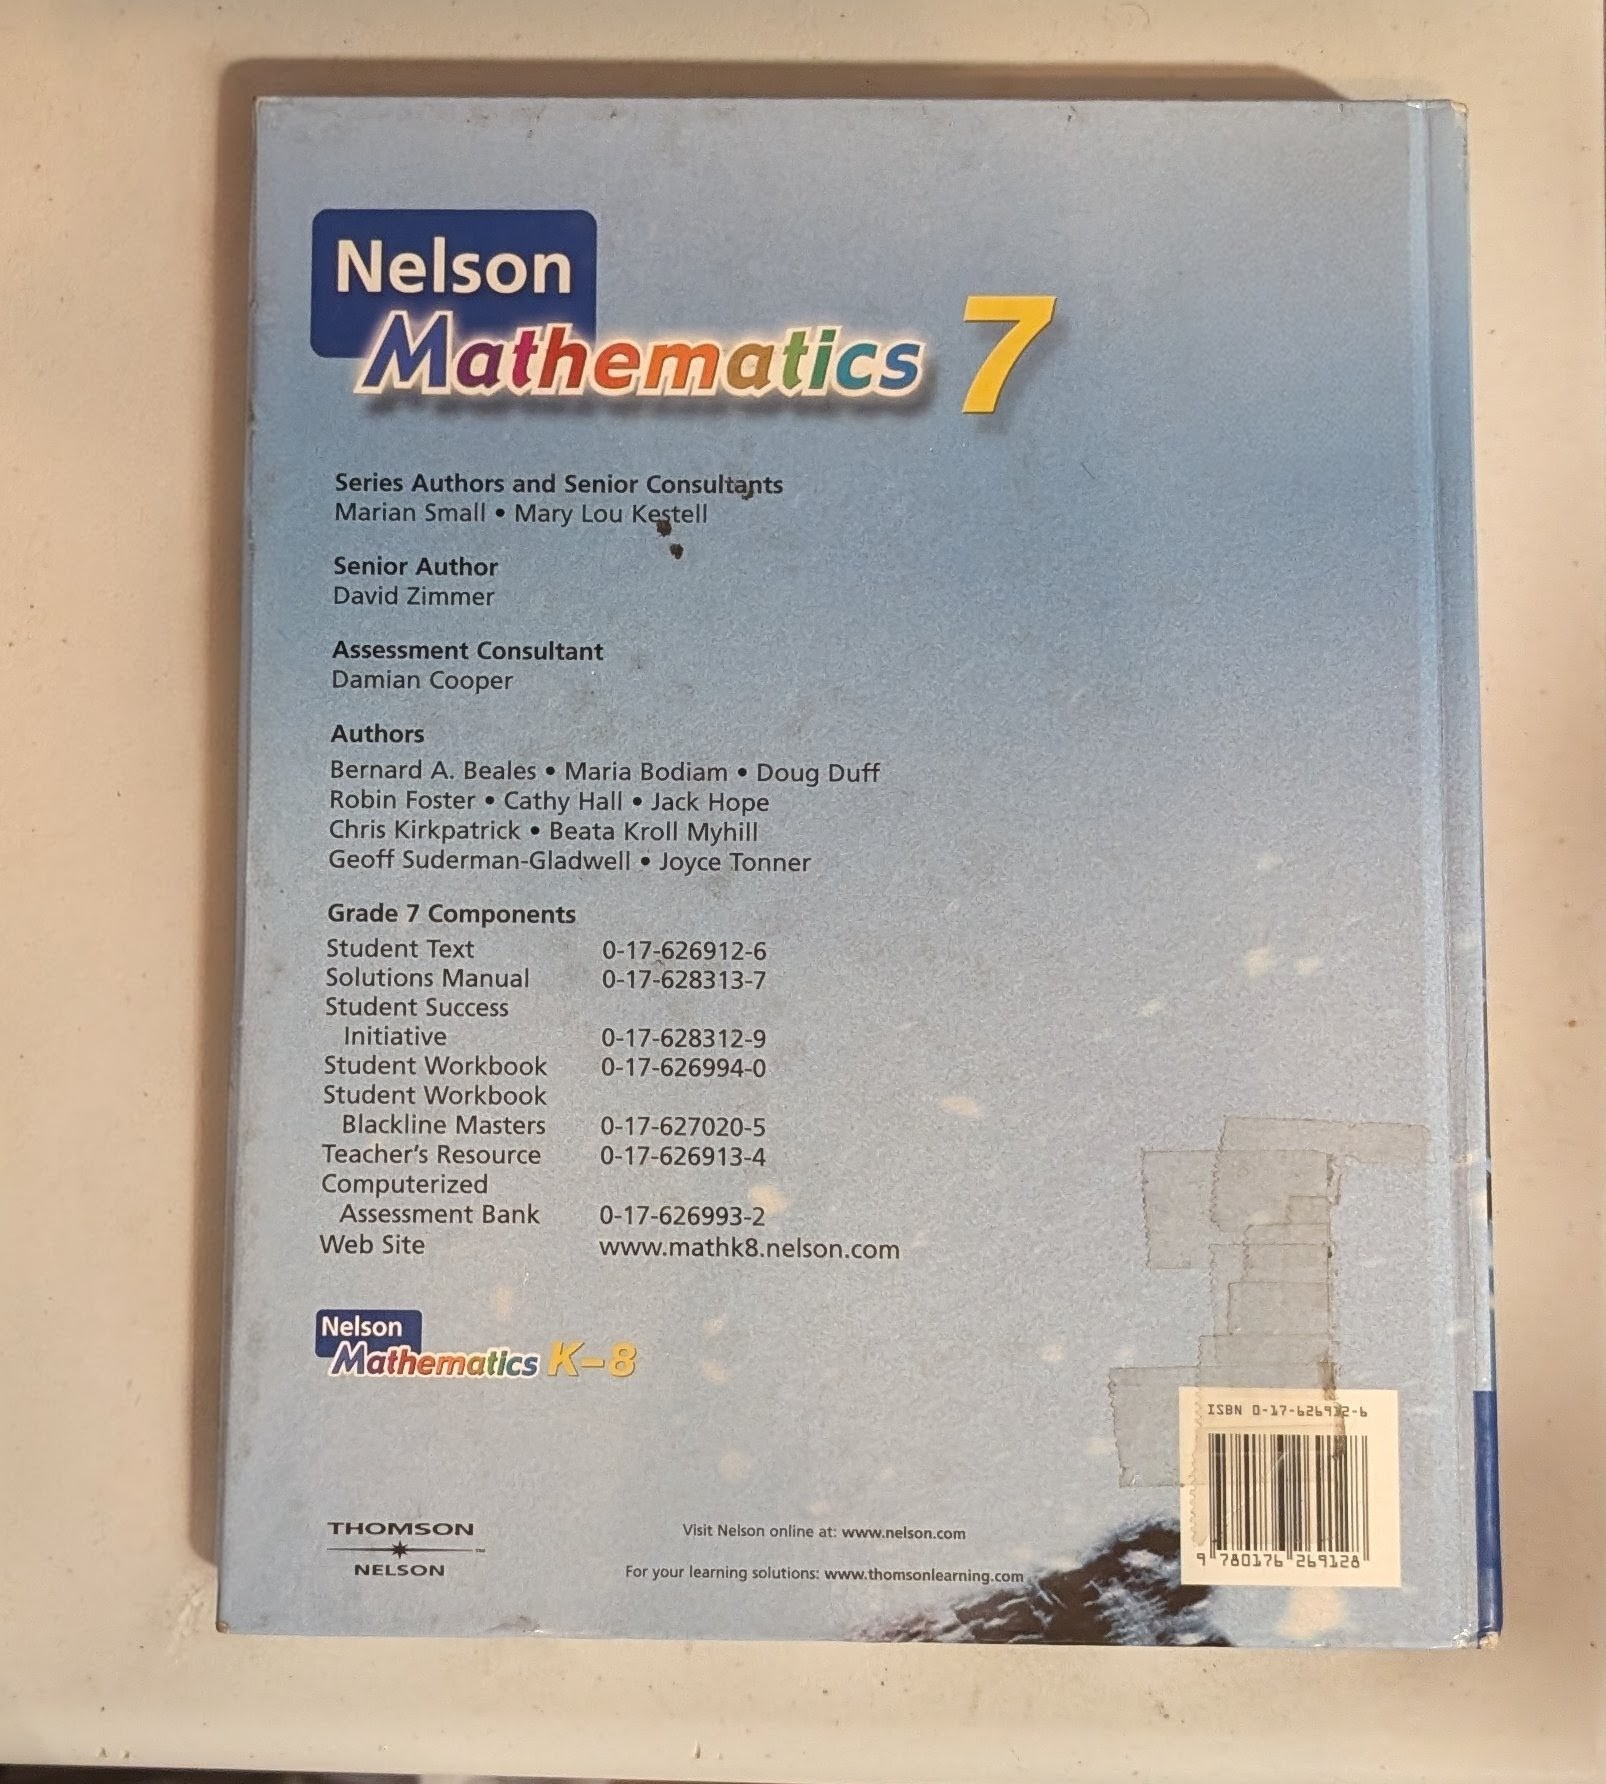 Nelson
Mathematics 7
Series Authors and Senior Consultants
Marian Small • Mary Lou Kestell
Senior Author
David Zimmer
Assessment Consultant
Damian Cooper
Authors
Bernard A. Beales • Maria Bodiam • Doug Duff
Robin Foster • Cathy Hall • Jack Hope
Chris Kirkpatrick • Beata Kroll Myhill
Geoff Suderman-Gladwell • Joyce Tonner
Grade 7 Components
Student Text 0-17-626912-6
Solutions Manual 0-17-628313-7
Student Success
Initiative 0-17-628312-9
Student Workbook 0-17-626994-0
Student Workbook
Blackline Masters 0-17-627020-5
Teacher's Resource 0-17-626913-4
Computerized
Assessment Bank 0-17-626993-2
Web Site www.mathk8.nelson.com
Nelson
Mathematics K–8
ISBN 0-17-626912-6
9 780176 269128
THOMSON
™
NELSON
Visit Nelson online at: www.nelson.com
For your learning solutions: www.thomsonlearning.com